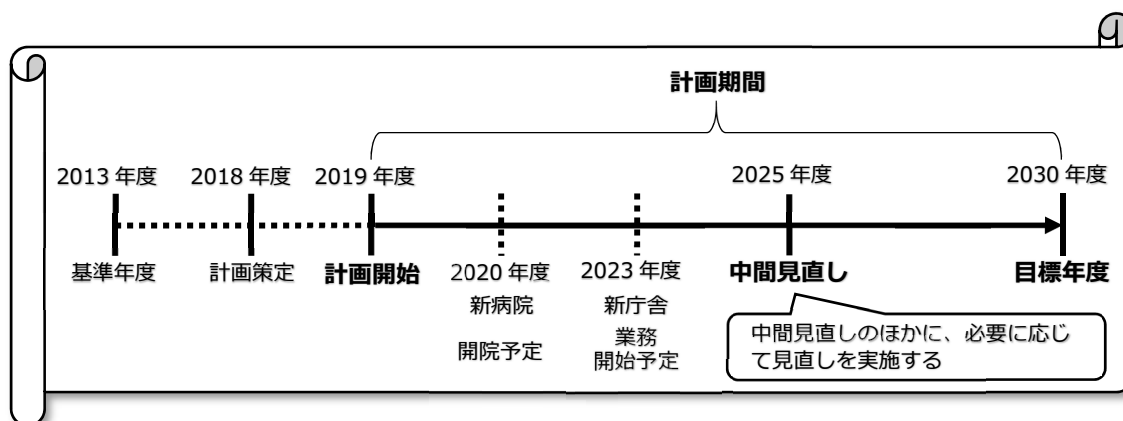 計画期間
2013 年度
2018 年度
2019 年度
2025 年度
2030 年度
基準年度
計画策定
計画開始
2020 年度
新病院
開院予定
2023 年度
新庁舎
業務
開始予定
中間見直し
目標年度
中間見直しのほかに、必要に応じ
て見直しを実施する